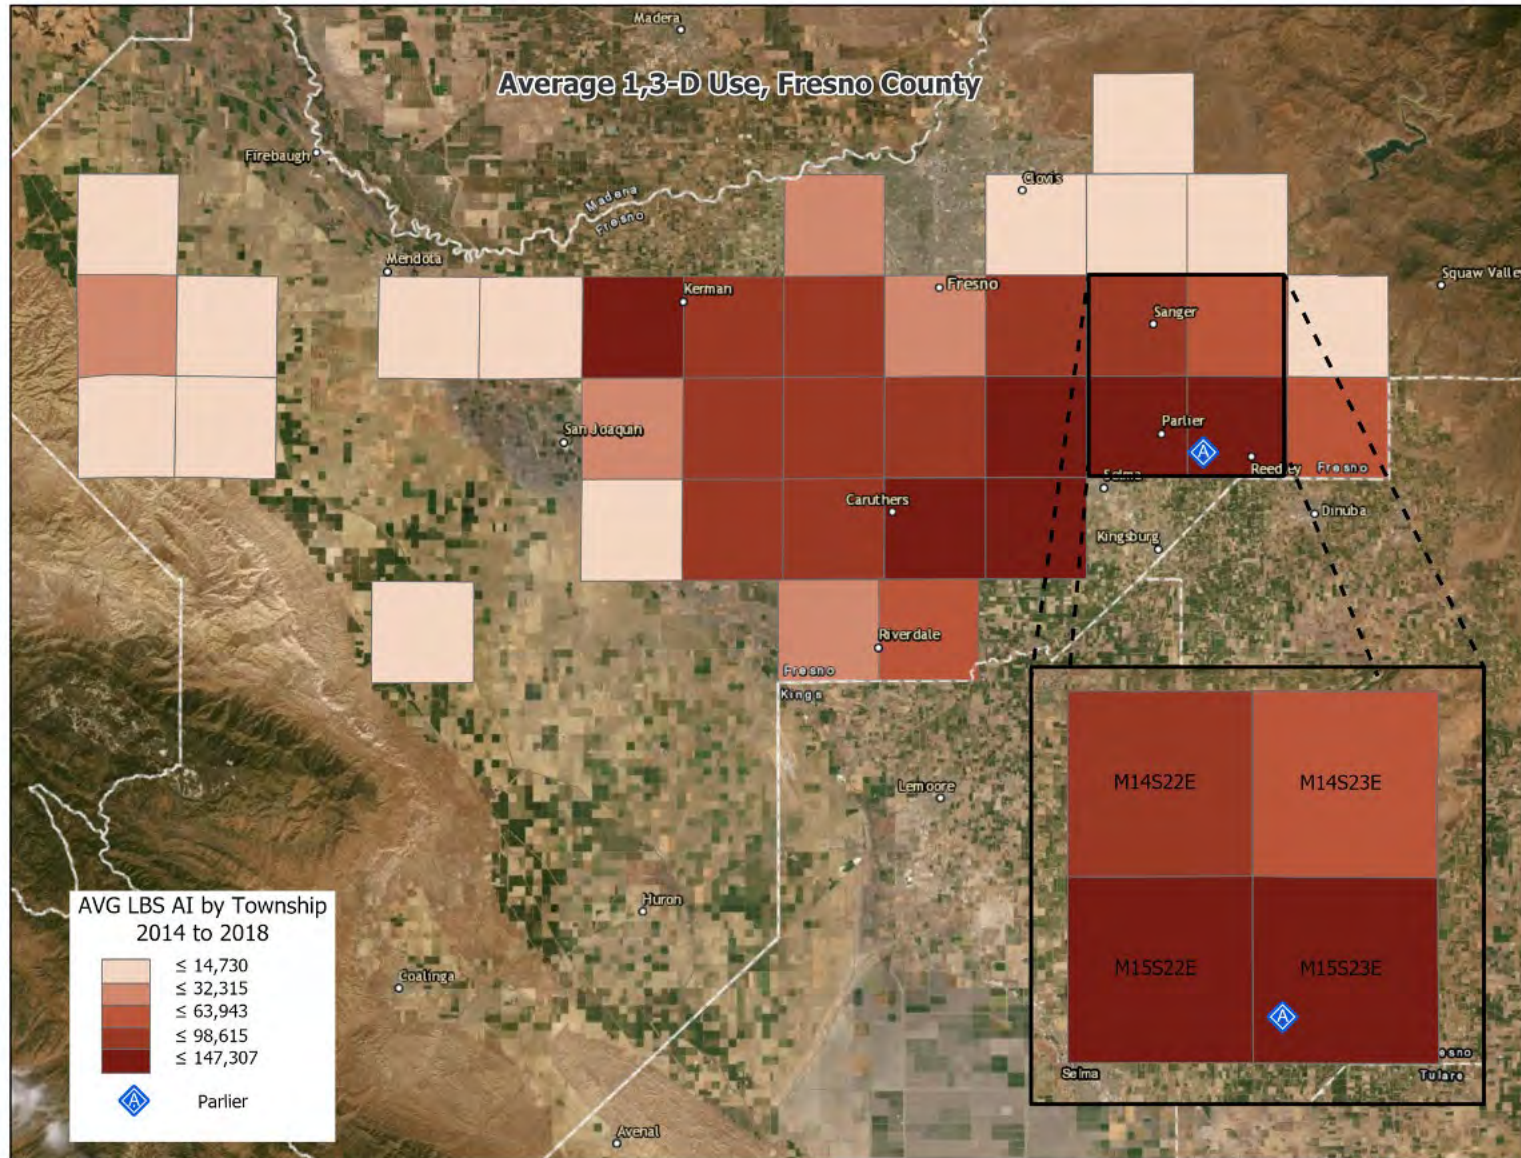 Madera
Average 1,3-D Use, Fresno County
Firebaugh
Clovis
Madera
Fresno
Mendota
Squaw Valle
Kerman
Fresno
Sanger
San Joaquin
Parlier
A
Reedley
Fresno
Selma
Caruthers
Dinuba
Kingsburg
Riverdale
Fresno
Kings
Lemoore
M14S22E
M14S23E
Huron
M15S22E
M15S23E
Coalinga
A
esno
Selma
Tulare
Avenal
AVG LBS AI by Township
2014 to 2018
≤ 14,730
≤ 32,315
≤ 63,943
≤ 98,615
≤ 147,307
A
Parlier